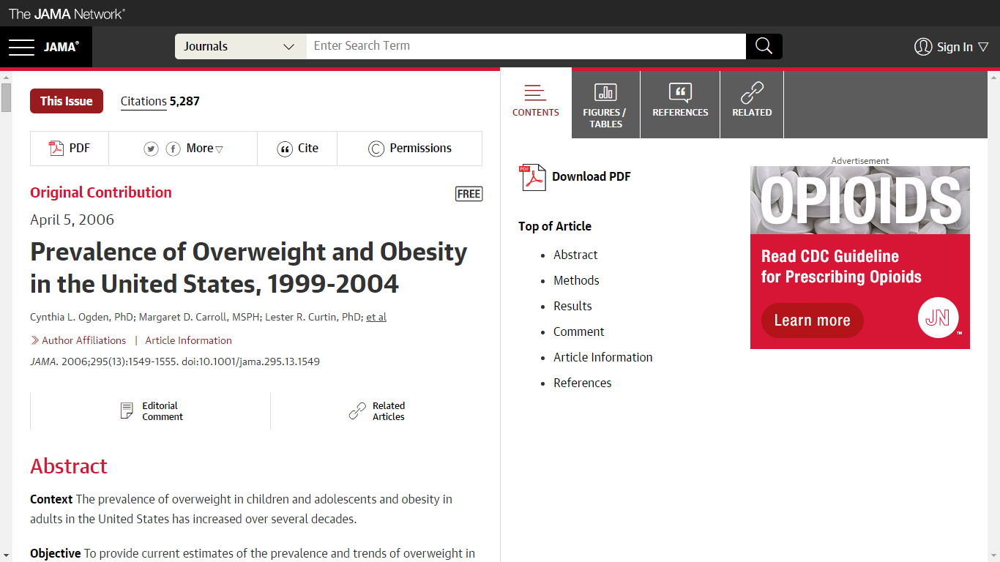 The JAMA Network®
JAMA®
Journals
Enter Search Term
Sign In
This Issue
Citations 5,287
PDF
More
Cite
Permissions
Original Contribution
FREE
April 5, 2006
Prevalence of Overweight and Obesity
in the United States, 1999-2004
Cynthia L. Ogden, PhD; Margaret D. Carroll, MSPH; Lester R. Curtin, PhD; et al
Author Affiliations | Article Information
JAMA. 2006;295(13):1549-1555. doi:10.1001/jama.295.13.1549
Editorial
Comment
Related
Articles
Abstract
Context The prevalence of overweight in children and adolescents and obesity in
adults in the United States has increased over several decades.
Objective To provide current estimates of the prevalence and trends of overweight in
CONTENTS
FIGURES /
TABLES
REFERENCES
RELATED
PDF
Download PDF
Top of Article
• Abstract
• Methods
• Results
• Comment
• Article Information
• References
Advertisement
OPIOIDS
Read CDC Guideline
for Prescribing Opioids
Learn more
JN™